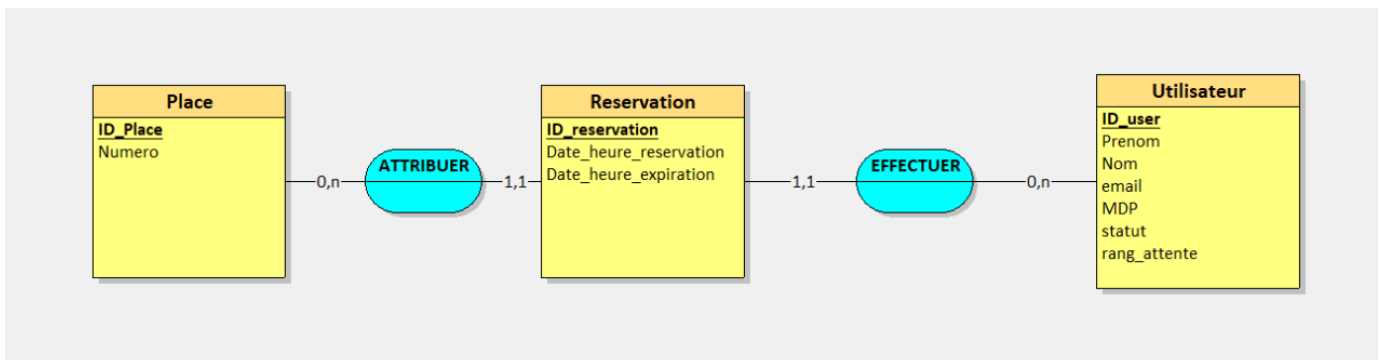 Place
ID_Place
Numero
0,n
ATTRIBUER
1,1
Reservation
ID_reservation
Date_heure_reservation
Date_heure_expiration
1,1
EFFECTUER
0,n
Utilisateur
ID_user
Prenom
Nom
email
MDP
statut
rang_attente